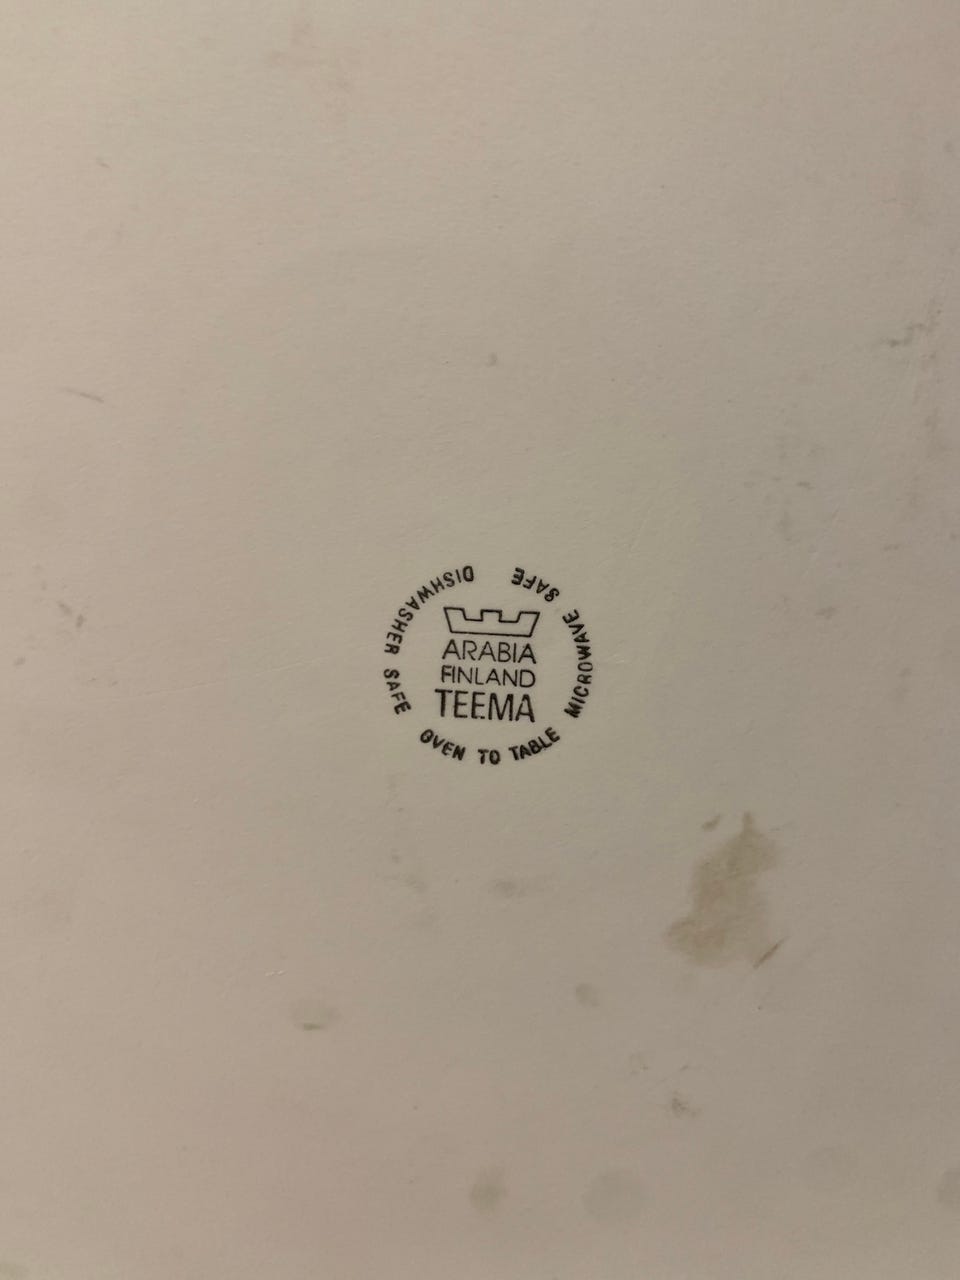 ARABIA
FINLAND
TEEMA
DISHWASHER SAFE OVEN TO TABLE MICROWAVE SAFE